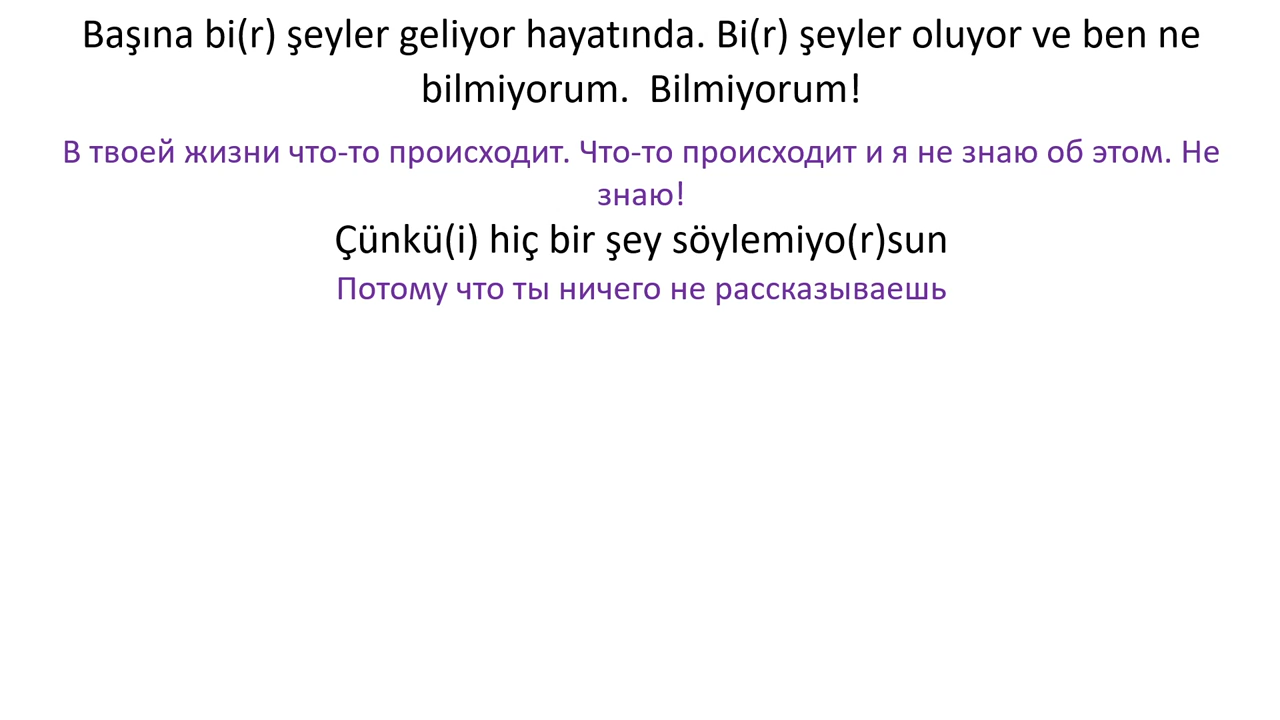 Başına bi(r) şeyler geliyor hayatında. Bi(r) şeyler oluyor ve ben ne
bilmiyorum.  Bilmiyorum!
В твоей жизни что-то происходит. Что-то происходит и я не знаю об этом. Не
знаю!
Çünkü(i) hiç bir şey söylemiyo(r)sun
Потому что ты ничего не рассказываешь